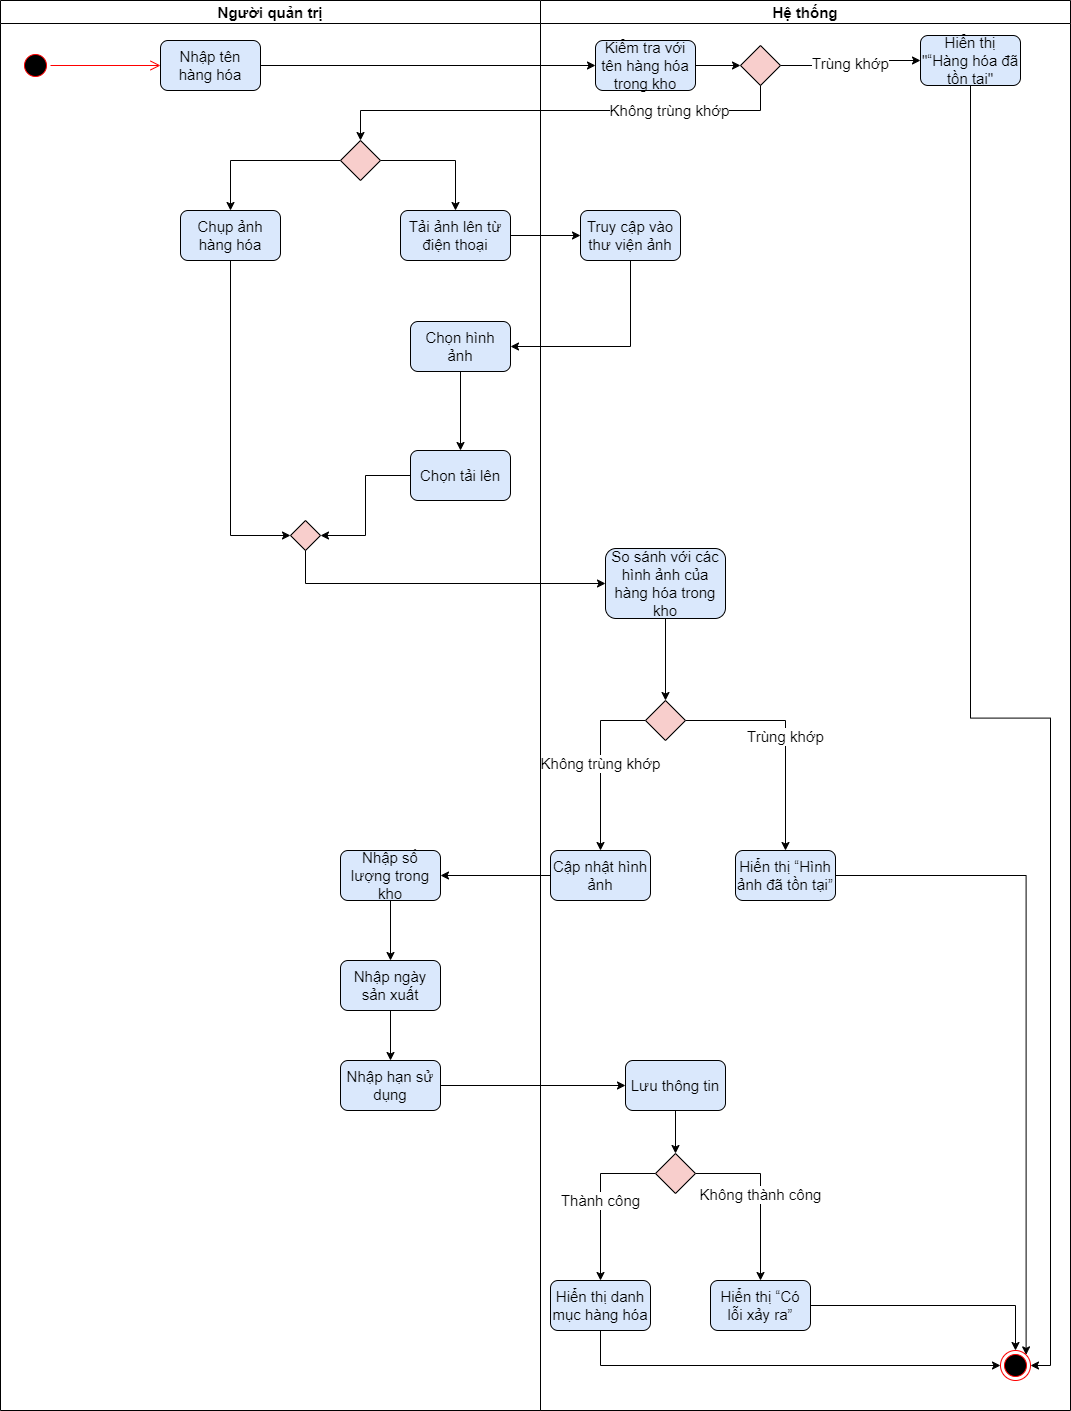 Người quản trị
Hệ thống
Nhập tên
hàng hóa
Kiểm tra với
tên hàng hóa
trong kho
Trùng khớp
Hiển thị
"“Hàng hóa đã
tồn tại"
Không trùng khớp
Chụp ảnh
hàng hóa
Tải ảnh lên từ
điện thoại
Truy cập vào
thư viện ảnh
Chọn hình
ảnh
Chọn tải lên
So sánh với các
hình ảnh của
hàng hóa trong
kho
Trùng khớp
Không trùng khớp
Nhập số
lượng trong
kho
Cập nhật hình
ảnh
Hiển thị “Hình
ảnh đã tồn tại”
Nhập ngày
sản xuất
Nhập hạn sử
dụng
Lưu thông tin
Thành công
Không thành công
Hiển thị danh
mục hàng hóa
Hiển thị “Có
lỗi xảy ra”